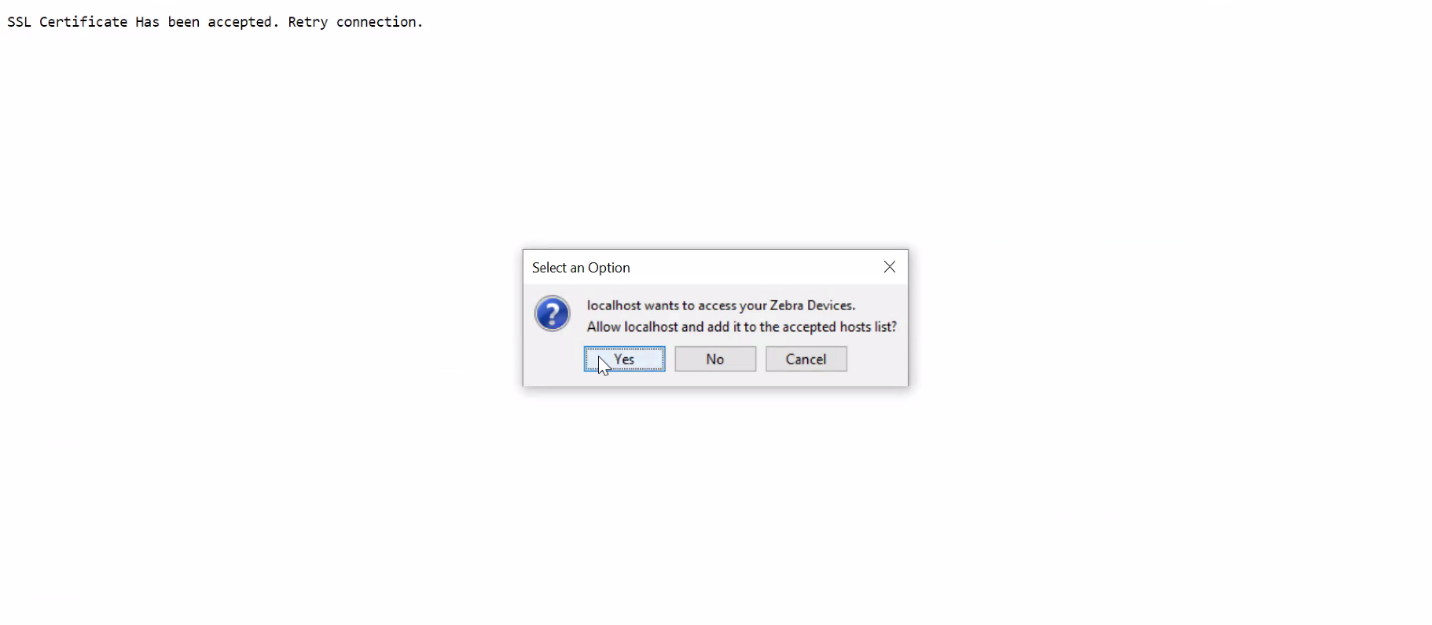 SSL Certificate Has been accepted. Retry connection.
Select an Option
?
localhost wants to access your Zebra Devices.
Allow localhost and add it to the accepted hosts list?
Yes No Cancel